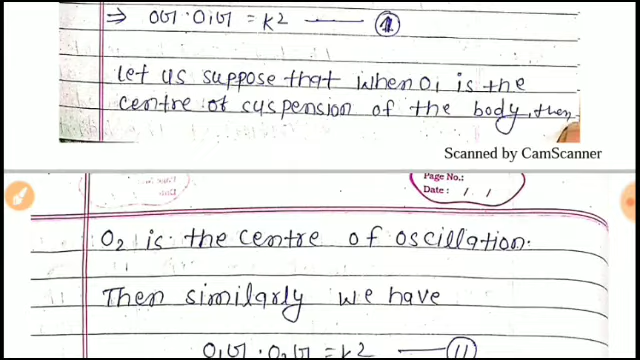 ⇒ OG · O₁G = K² —— ①
Let us suppose that when O₁ is the
centre of suspension of the body, then
Scanned by CamScanner
Page No.:
Date : / /
O₂ is the centre of oscillation.
Then similarly we have
O₁G · O₂G = K² —— ⑪